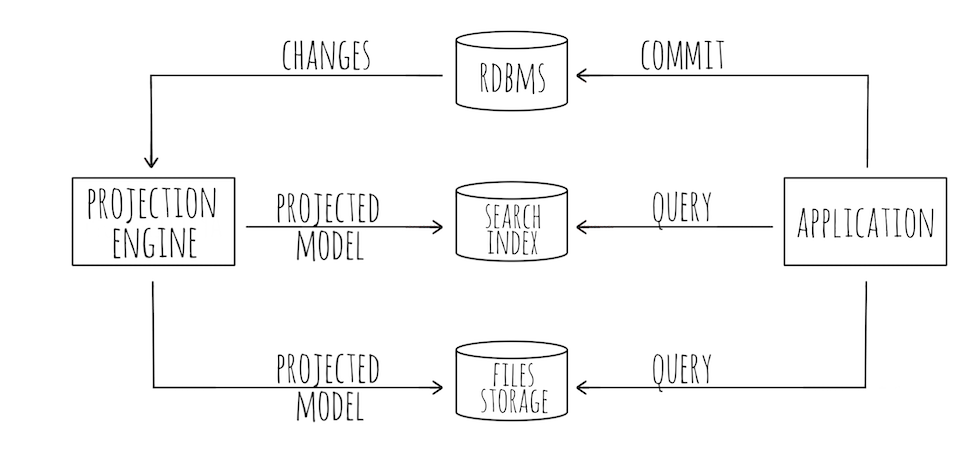 CHANGES
COMMIT
RDBMS
PROJECTION
ENGINE
PROJECTED
MODEL
SEARCH
INDEX
QUERY
APPLICATION
PROJECTED
MODEL
FILES
STORAGE
QUERY